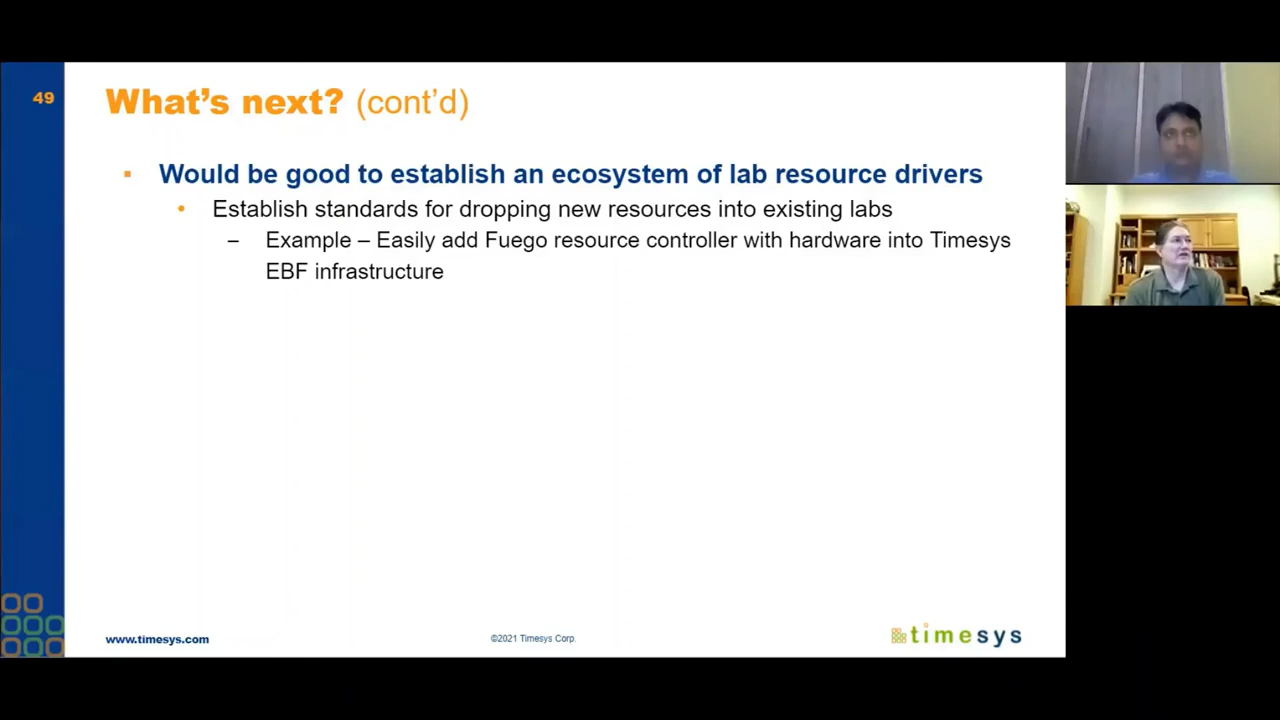 49
What's next? (cont'd)
▪ Would be good to establish an ecosystem of lab resource drivers
• Establish standards for dropping new resources into existing labs
– Example – Easily add Fuego resource controller with hardware into Timesys
EBF infrastructure
www.timesys.com
©2021 Timesys Corp.
timesys